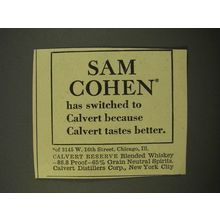 SAM
COHEN*
has switched to
Calvert because
Calvert tastes better.
*of 3145 W. 16th Street, Chicago, Ill.
CALVERT RESERVE Blended Whiskey
—86.8 Proof—65% Grain Neutral Spirits.
Calvert Distillers Corp., New York City